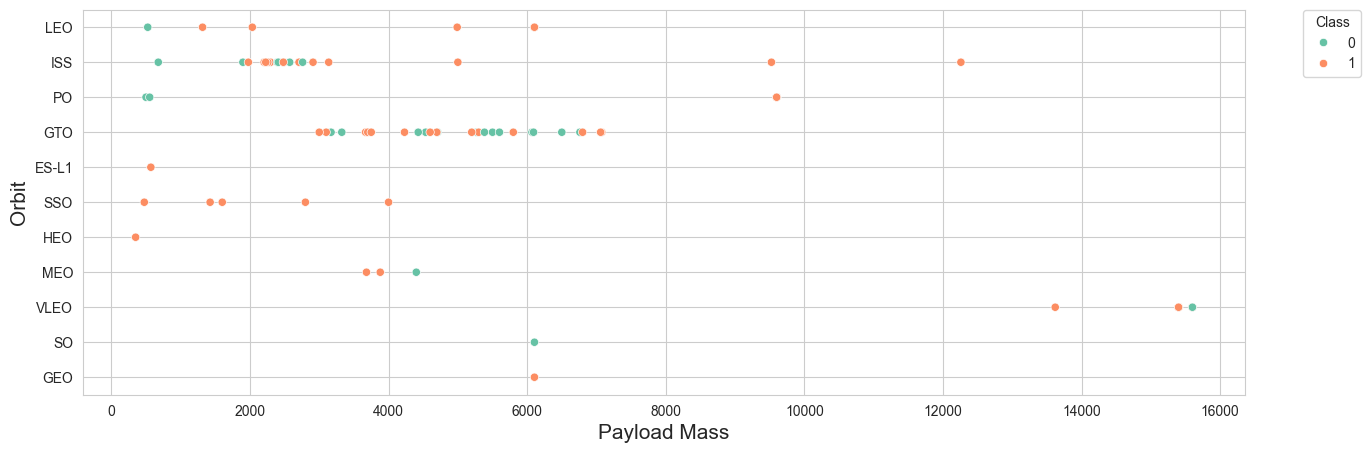 LEO
ISS
PO
GTO
ES-L1
SSO
HEO
MEO
VLEO
SO
GEO
Orbit
0 2000 4000 6000 8000 10000 12000 14000 16000
Payload Mass
Class
0
1